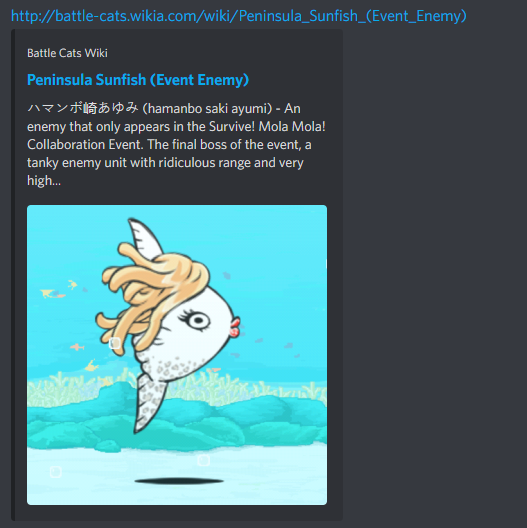 http://battle-cats.wikia.com/wiki/Peninsula_Sunfish_(Event_Enemy)
Battle Cats Wiki
Peninsula Sunfish (Event Enemy)
ハマンボ崎あゆみ (hamanbo saki ayumi) - An
enemy that only appears in the Survive! Mola Mola!
Collaboration Event. The final boss of the event, a
tanky enemy unit with ridiculous range and very
high...